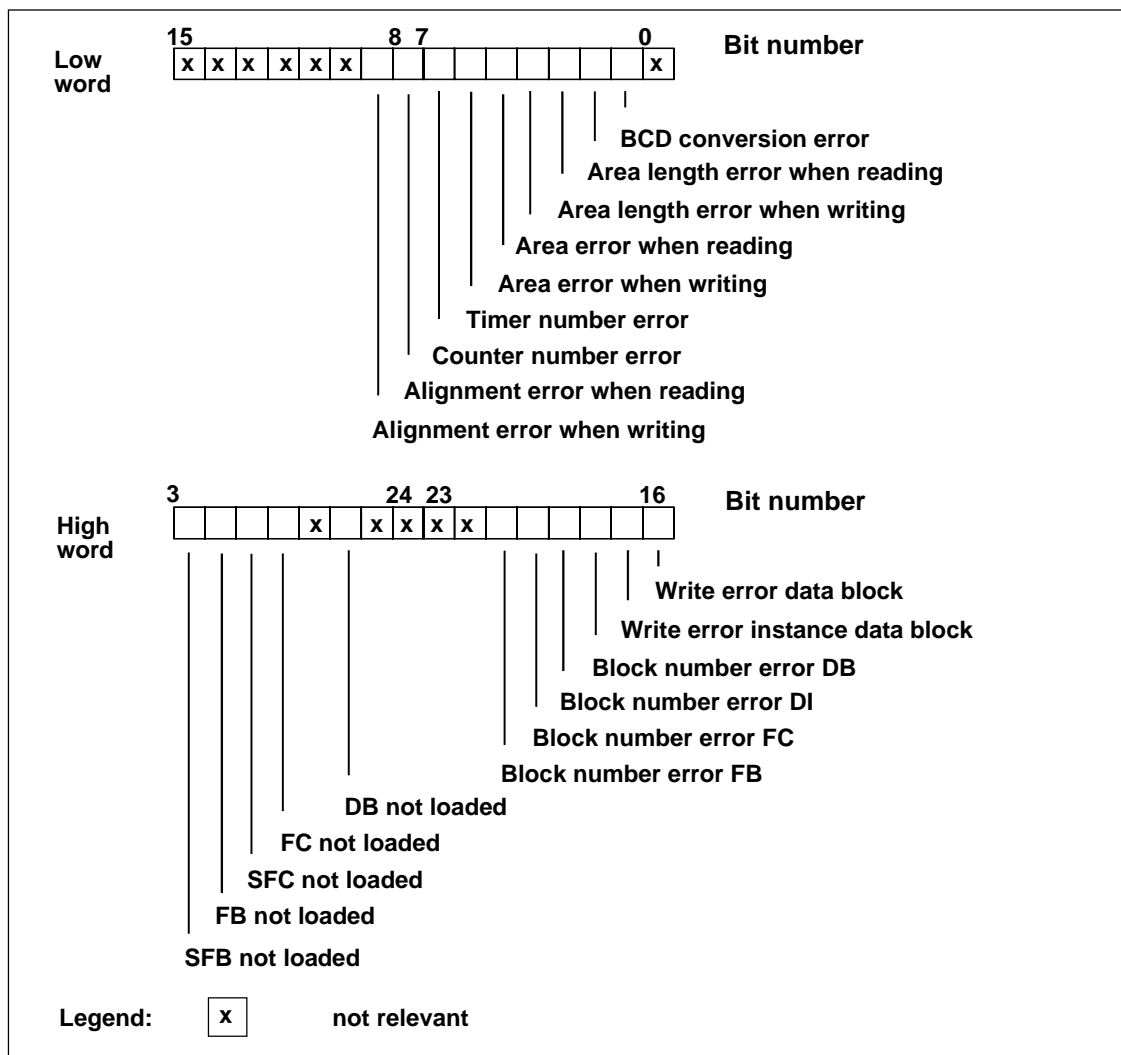 15 8 7 0 Bit number
Low
word
x x x x x x x
BCD conversion error
Area length error when reading
Area length error when writing
Area error when reading
Area error when writing
Timer number error
Counter number error
Alignment error when reading
Alignment error when writing
3 24 23 16 Bit number
High
word
x x x x x
Write error data block
Write error instance data block
Block number error DB
Block number error DI
Block number error FC
Block number error FB
DB not loaded
FC not loaded
SFC not loaded
FB not loaded
SFB not loaded
Legend: x not relevant